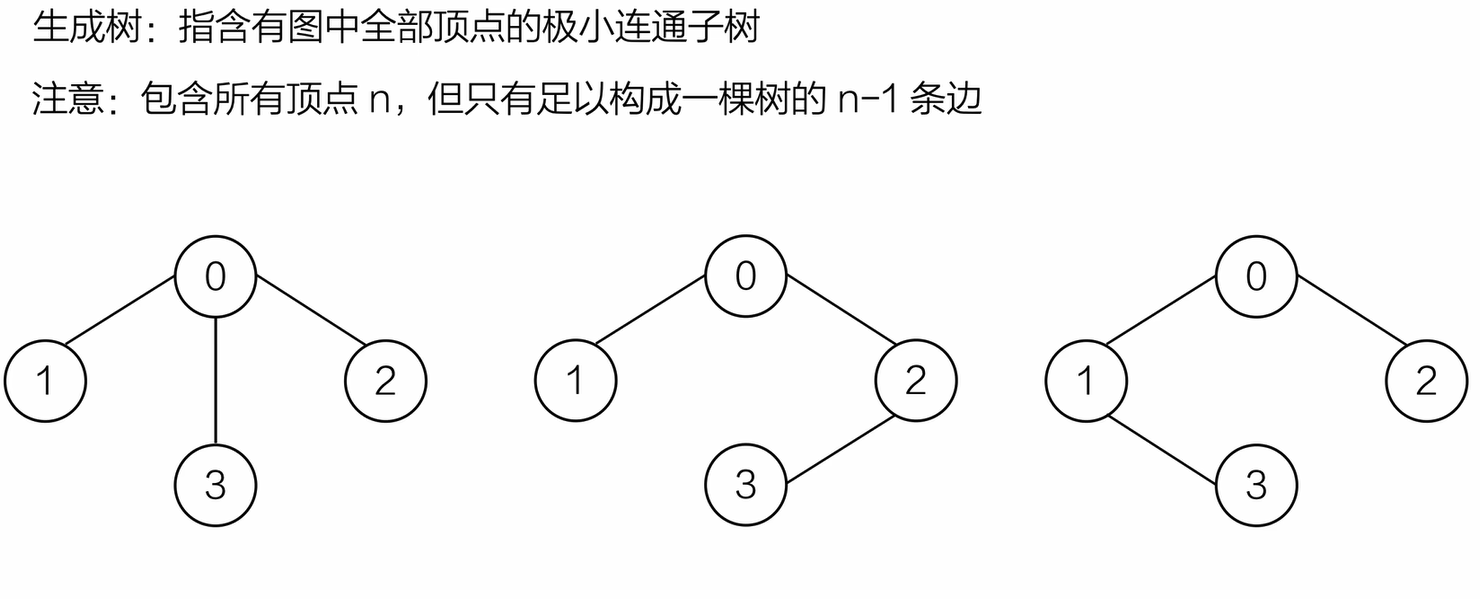 生成树：指含有图中全部顶点的极小连通子树
注意：包含所有顶点 n，但只有足以构成一棵树的 n-1 条边
0 0 0
1 2 1 2 1 2
3 3 3